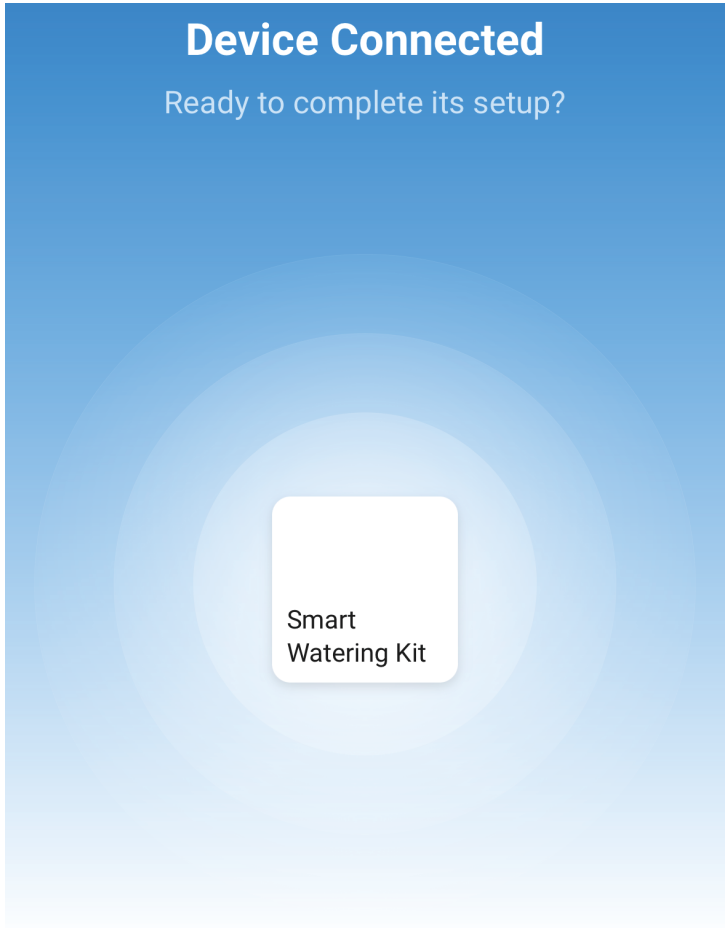 Device Connected
Ready to complete its setup?
Smart
Watering Kit